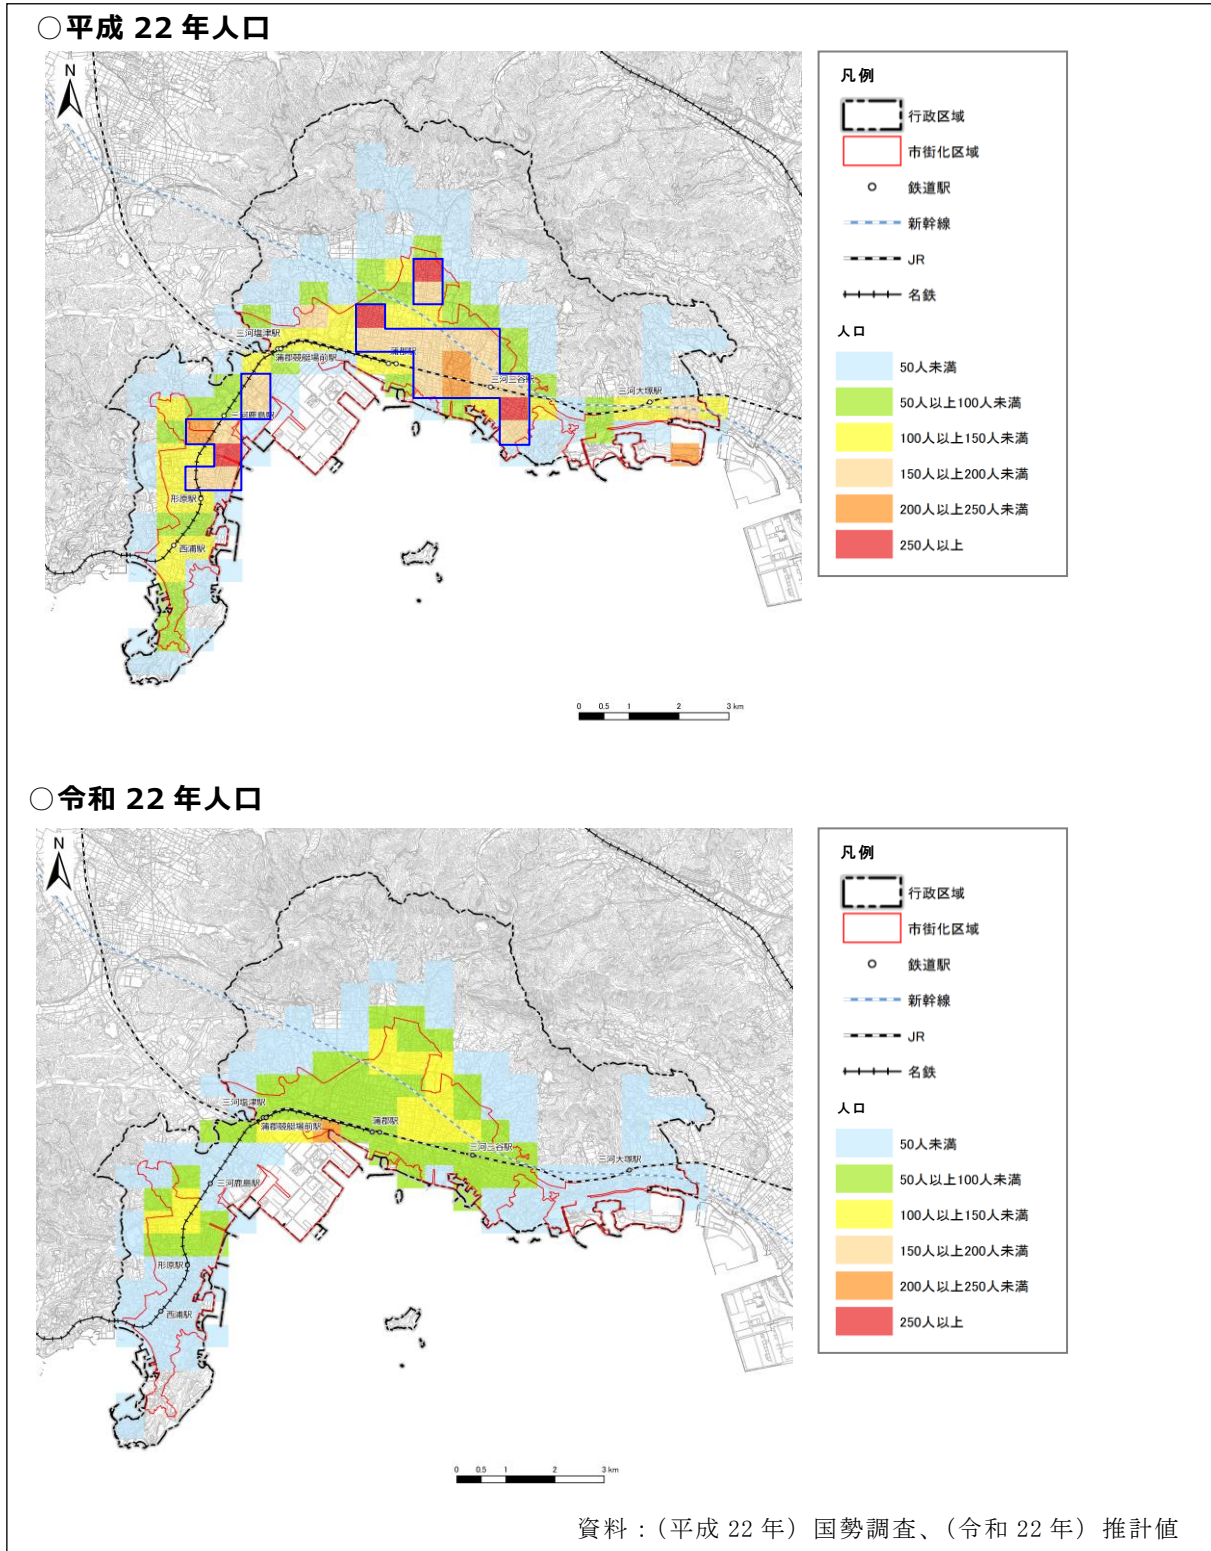 ○平成 22 年人口
N
三河塩津駅
蒲郡競艇場前駅
蒲郡駅
三河三谷駅
三河大塚駅
三河鹿島駅
形原駅
西浦駅
0 0.5 1 2 3 km
凡例
行政区域
市街化区域
鉄道駅
新幹線
JR
名鉄
人口
50人未満
50人以上100人未満
100人以上150人未満
150人以上200人未満
200人以上250人未満
250人以上
○令和 22 年人口
N
三河塩津駅
蒲郡競艇場前駅
蒲郡駅
三河三谷駅
三河大塚駅
三河鹿島駅
形原駅
西浦駅
0 0.5 1 2 3 km
凡例
行政区域
市街化区域
鉄道駅
新幹線
JR
名鉄
人口
50人未満
50人以上100人未満
100人以上150人未満
150人以上200人未満
200人以上250人未満
250人以上
資料：（平成 22 年）国勢調査、（令和 22 年）推計値